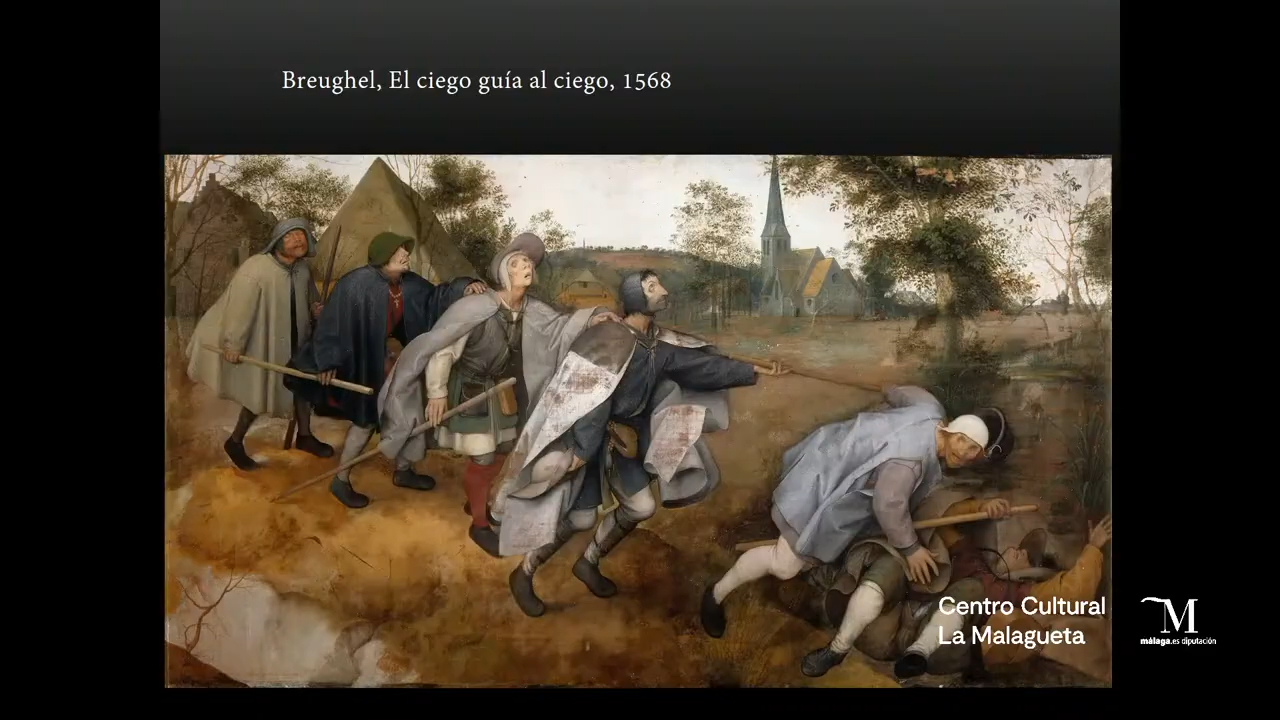 Breughel, El ciego guía al ciego, 1568
Centro Cultural
La Malagueta
M
málaga.es diputación